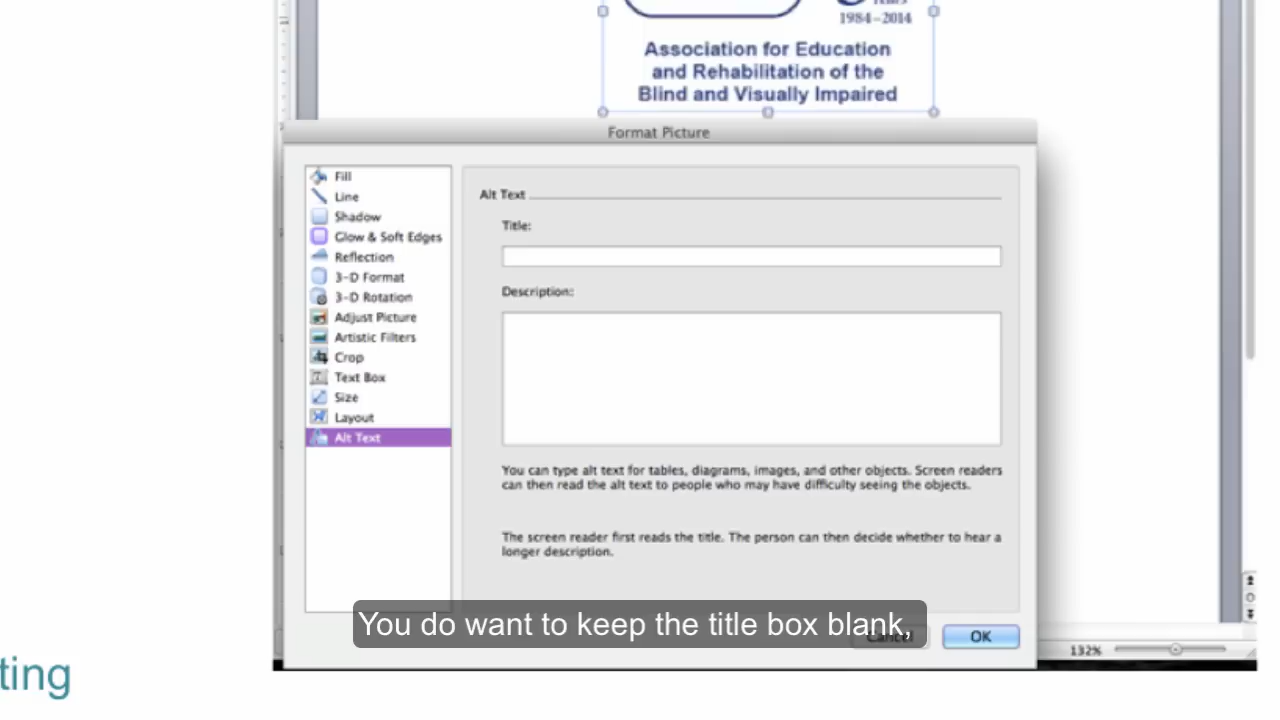 1984–2014
Association for Education
and Rehabilitation of the
Blind and Visually Impaired
Format Picture
Fill
Line
Shadow
Glow & Soft Edges
Reflection
3-D Format
3-D Rotation
Adjust Picture
Artistic Filters
Crop
Text Box
Size
Layout
Alt Text
Alt Text
Title:
Description:
You can type alt text for tables, diagrams, images, and other objects. Screen readers
can then read the alt text to people who may have difficulty seeing the objects.
The screen reader first reads the title. The person can then decide whether to hear a
longer description.
You do want to keep the title box blank,
Cancel
OK
132%
ting